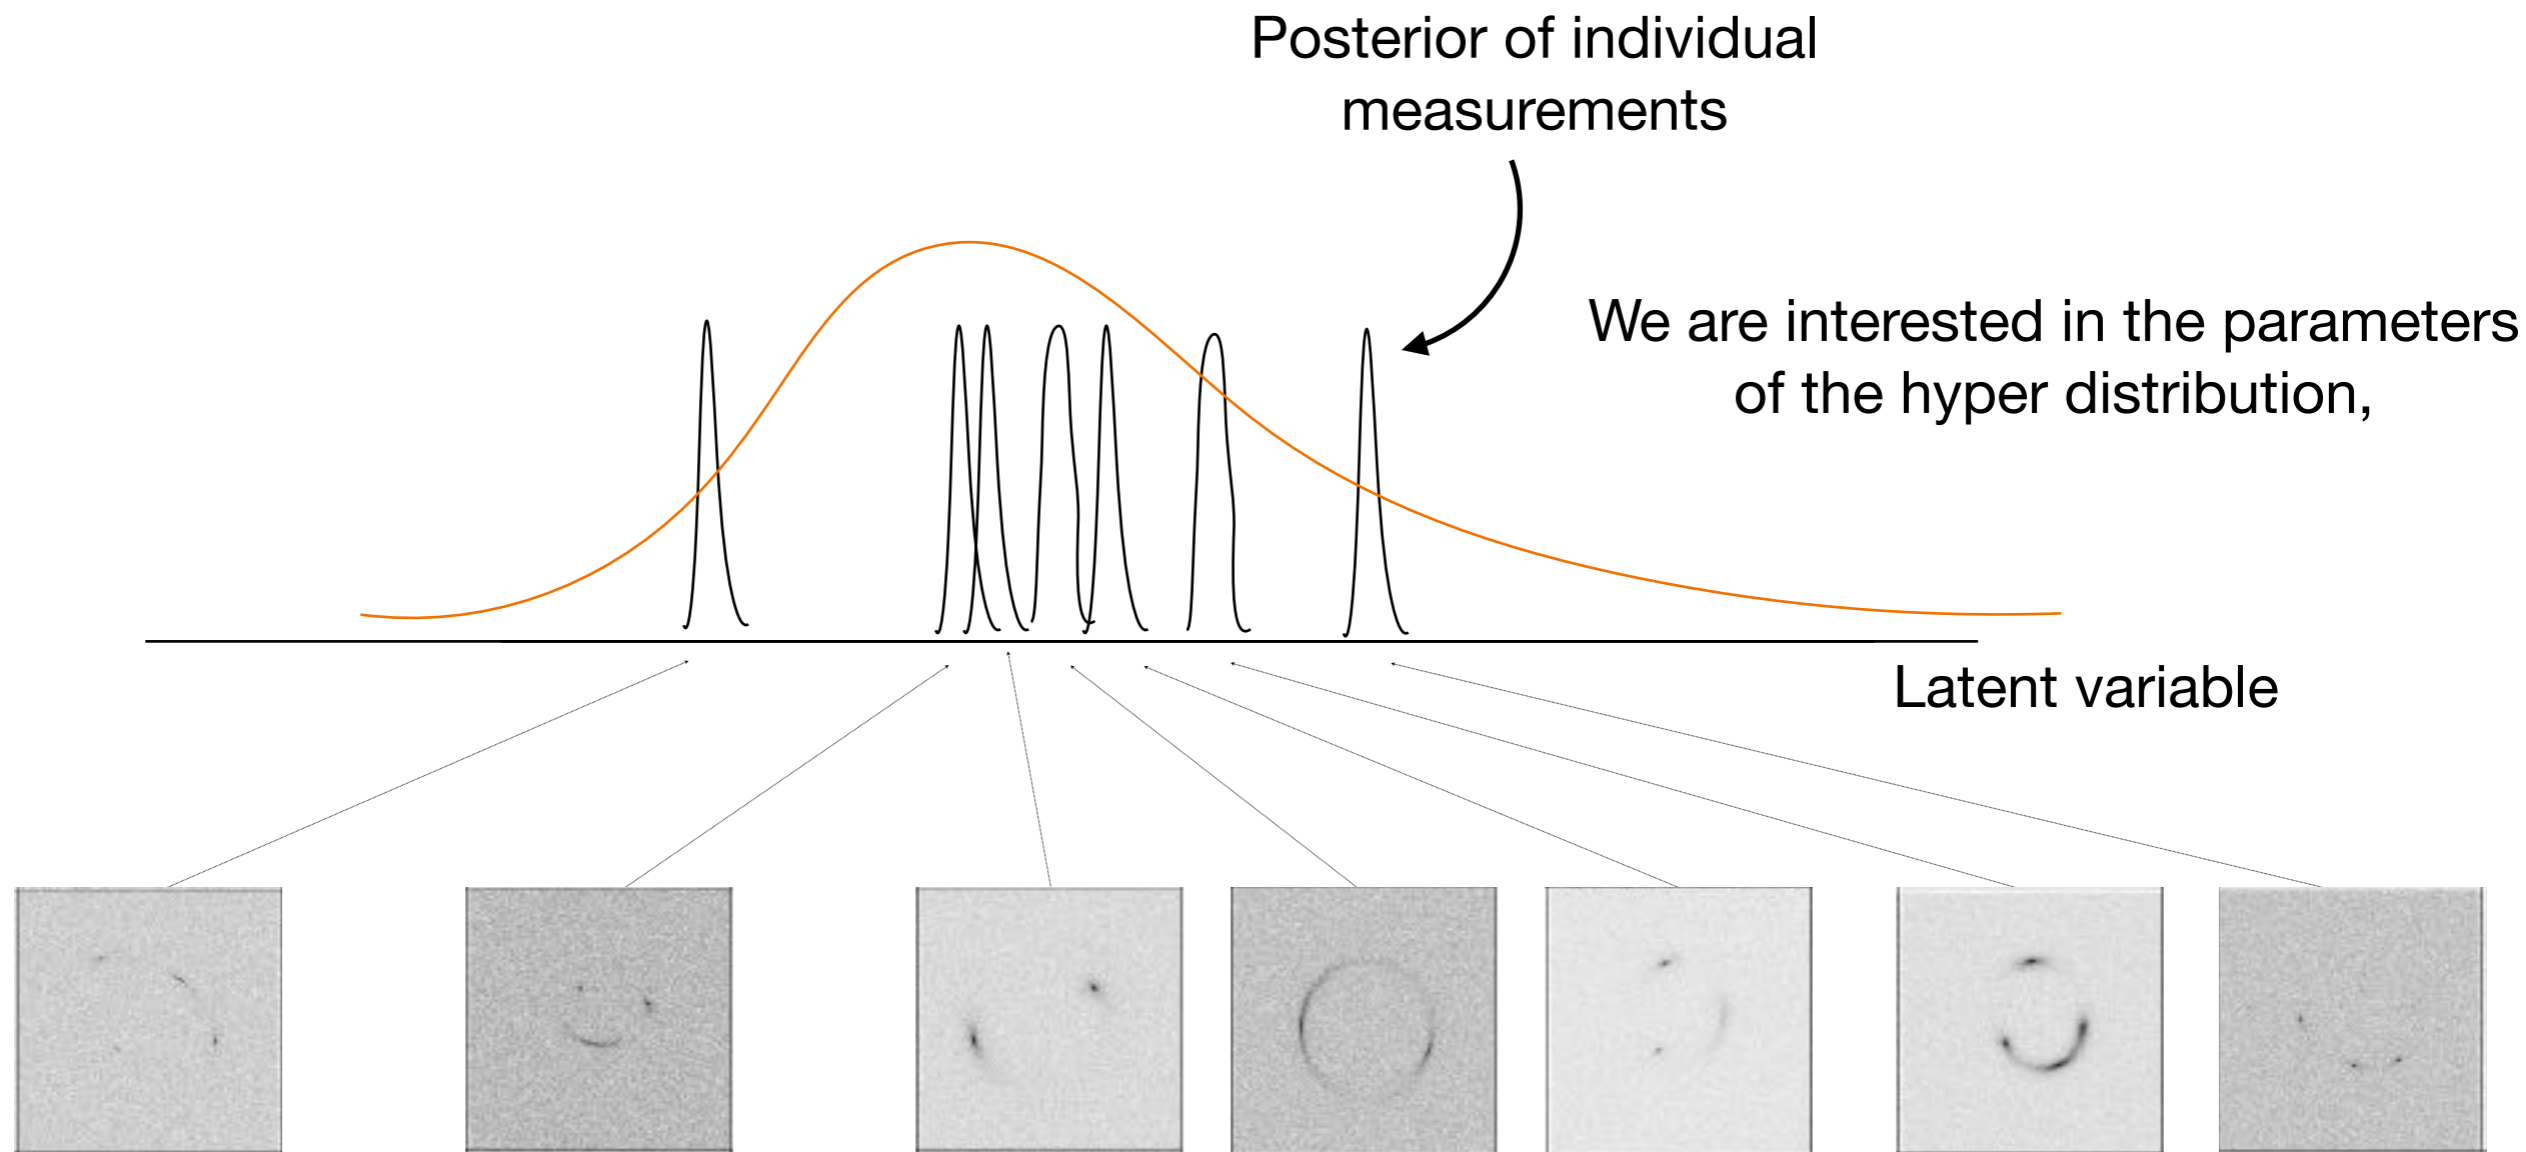 Posterior of individual
measurements
We are interested in the parameters
of the hyper distribution,
Latent variable